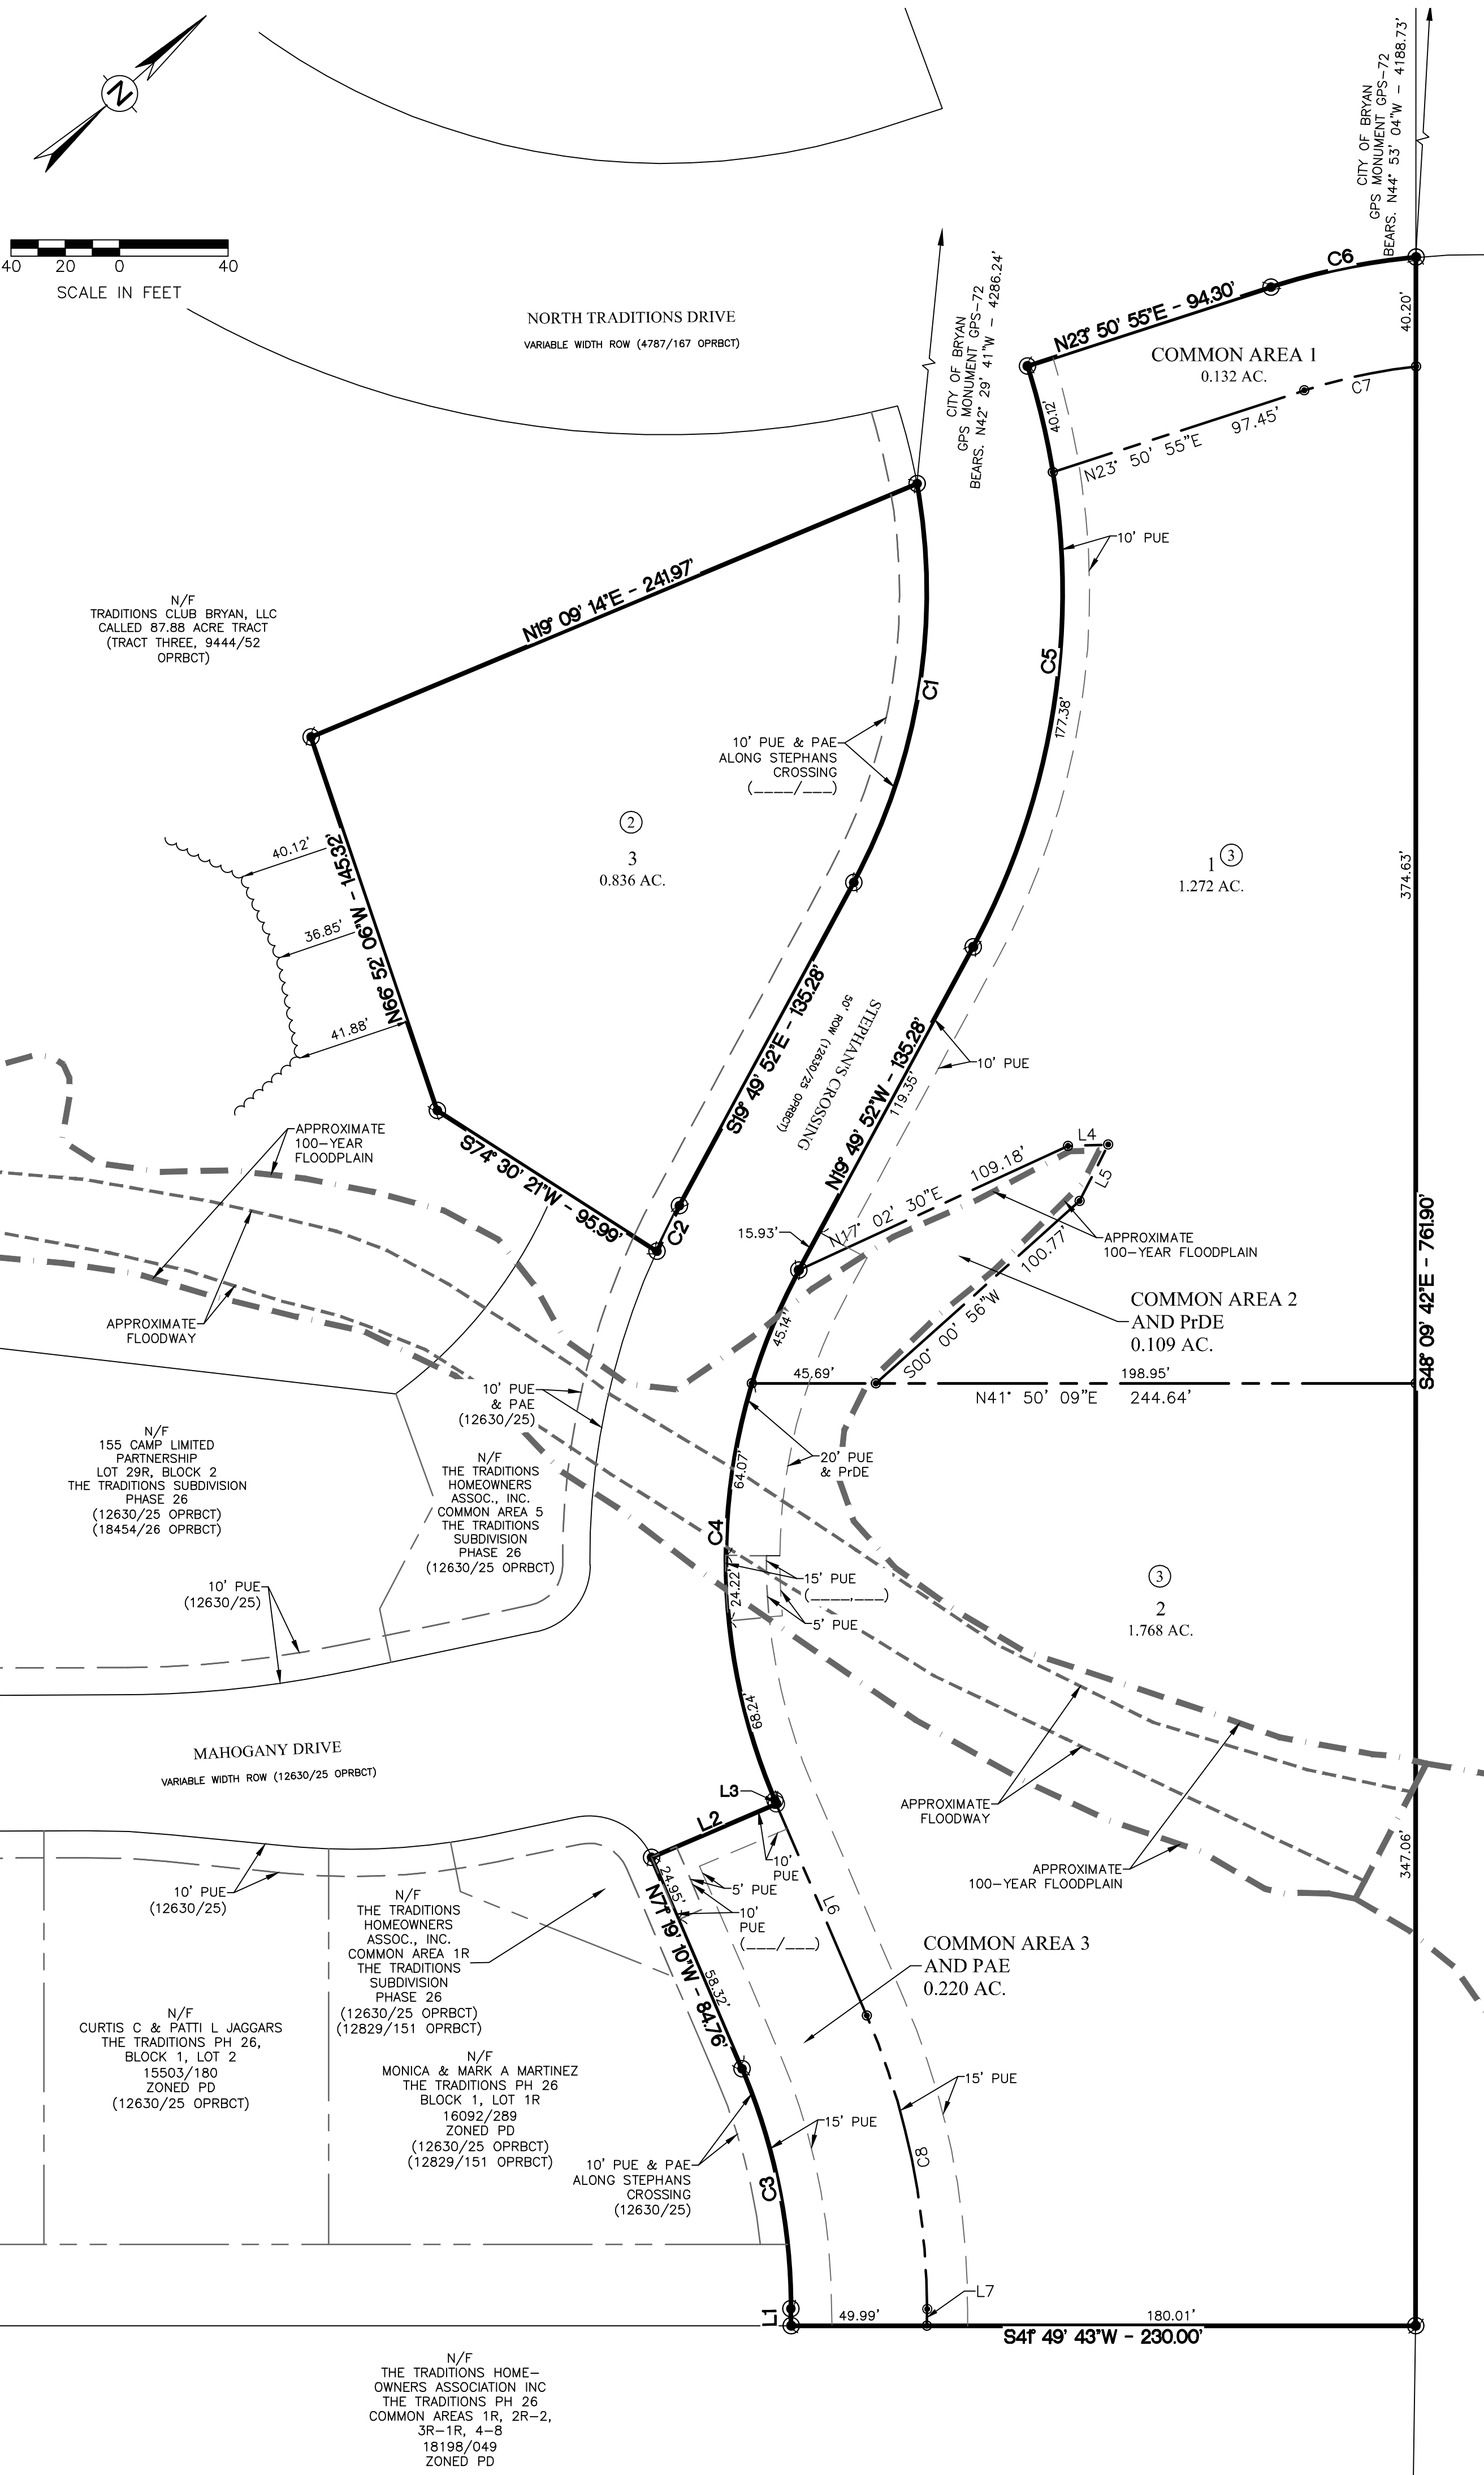 N
40
20
0
40
SCALE IN FEET
NORTH TRADITIONS DRIVE
VARIABLE WIDTH ROW (4787/167 OPRBCT)
CITY OF BRYAN
GPS MONUMENT GPS-72
BEARS. N44° 53' 04"W - 4188.73'
CITY OF BRYAN
GPS MONUMENT GPS-72
BEARS. N42° 29' 41"W - 4286.24'
C6
N23° 50' 55"E - 94.30'
40.20'
COMMON AREA 1
0.132 AC.
C7
40.12'
N23° 50' 55"E 97.45'
10' PUE
N19° 09' 14"E - 241.97'
N/F
TRADITIONS CLUB BRYAN, LLC
CALLED 87.88 ACRE TRACT
(TRACT THREE, 9444/52
OPRBCT)
C1
C5
177.38'
10' PUE & PAE
ALONG STEPHANS
CROSSING
(____/___)
2
3
0.836 AC.
1
3
1.272 AC.
374.63'
40.12'
36.85'
41.88'
N66° 52' 06"W - 145.32'
S19° 49' 52"E - 135.28'
STEPHAN'S CROSSING
50' ROW (12630/25 OPRBCT)
N19° 49' 52"W - 135.28'
119.35'
10' PUE
APPROXIMATE
100-YEAR
FLOODPLAIN
S74° 30' 21"W - 95.99'
C2
L4
L5
N17° 02' 30"E 109.18'
15.93'
APPROXIMATE
100-YEAR FLOODPLAIN
100.77'
S00° 00' 56"W
COMMON AREA 2
AND PrDE
0.109 AC.
S48° 09' 42"E - 761.90'
APPROXIMATE
FLOODWAY
45.14'
45.69'
198.95'
N41° 50' 09"E 244.64'
10' PUE
& PAE
(12630/25)
N/F
155 CAMP LIMITED
PARTNERSHIP
LOT 29R, BLOCK 2
THE TRADITIONS SUBDIVISION
PHASE 26
(12630/25 OPRBCT)
(18454/26 OPRBCT)
N/F
THE TRADITIONS
HOMEOWNERS
ASSOC., INC.
COMMON AREA 5
THE TRADITIONS
SUBDIVISION
PHASE 26
(12630/25 OPRBCT)
20' PUE
& PrDE
64.07'
C4
24.22'
15' PUE
(____,___)
5' PUE
3
2
1.768 AC.
10' PUE
(12630/25)
68.24'
MAHOGANY DRIVE
VARIABLE WIDTH ROW (12630/25 OPRBCT)
L3
L2
APPROXIMATE
FLOODWAY
APPROXIMATE
100-YEAR FLOODPLAIN
347.06'
10'
PUE
5' PUE
10'
PUE
(___/___)
24.95'
N71° 19' 10"W - 84.76'
58.32'
L6
10' PUE
(12630/25)
N/F
THE TRADITIONS
HOMEOWNERS
ASSOC., INC.
COMMON AREA 1R
THE TRADITIONS
SUBDIVISION
PHASE 26
(12630/25 OPRBCT)
(12829/151 OPRBCT)
COMMON AREA 3
AND PAE
0.220 AC.
N/F
CURTIS C & PATTI L JAGGARS
THE TRADITIONS PH 26,
BLOCK 1, LOT 2
15503/180
ZONED PD
(12630/25 OPRBCT)
N/F
MONICA & MARK A MARTINEZ
THE TRADITIONS PH 26
BLOCK 1, LOT 1R
16092/289
ZONED PD
(12630/25 OPRBCT)
(12829/151 OPRBCT)
15' PUE
15' PUE
10' PUE & PAE
ALONG STEPHANS
CROSSING
(12630/25)
C3
C8
L7
L1
49.99'
180.01'
S41° 49' 43"W - 230.00'
N/F
THE TRADITIONS HOME-
OWNERS ASSOCIATION INC
THE TRADITIONS PH 26
COMMON AREAS 1R, 2R-2,
3R-1R, 4-8
18198/049
ZONED PD